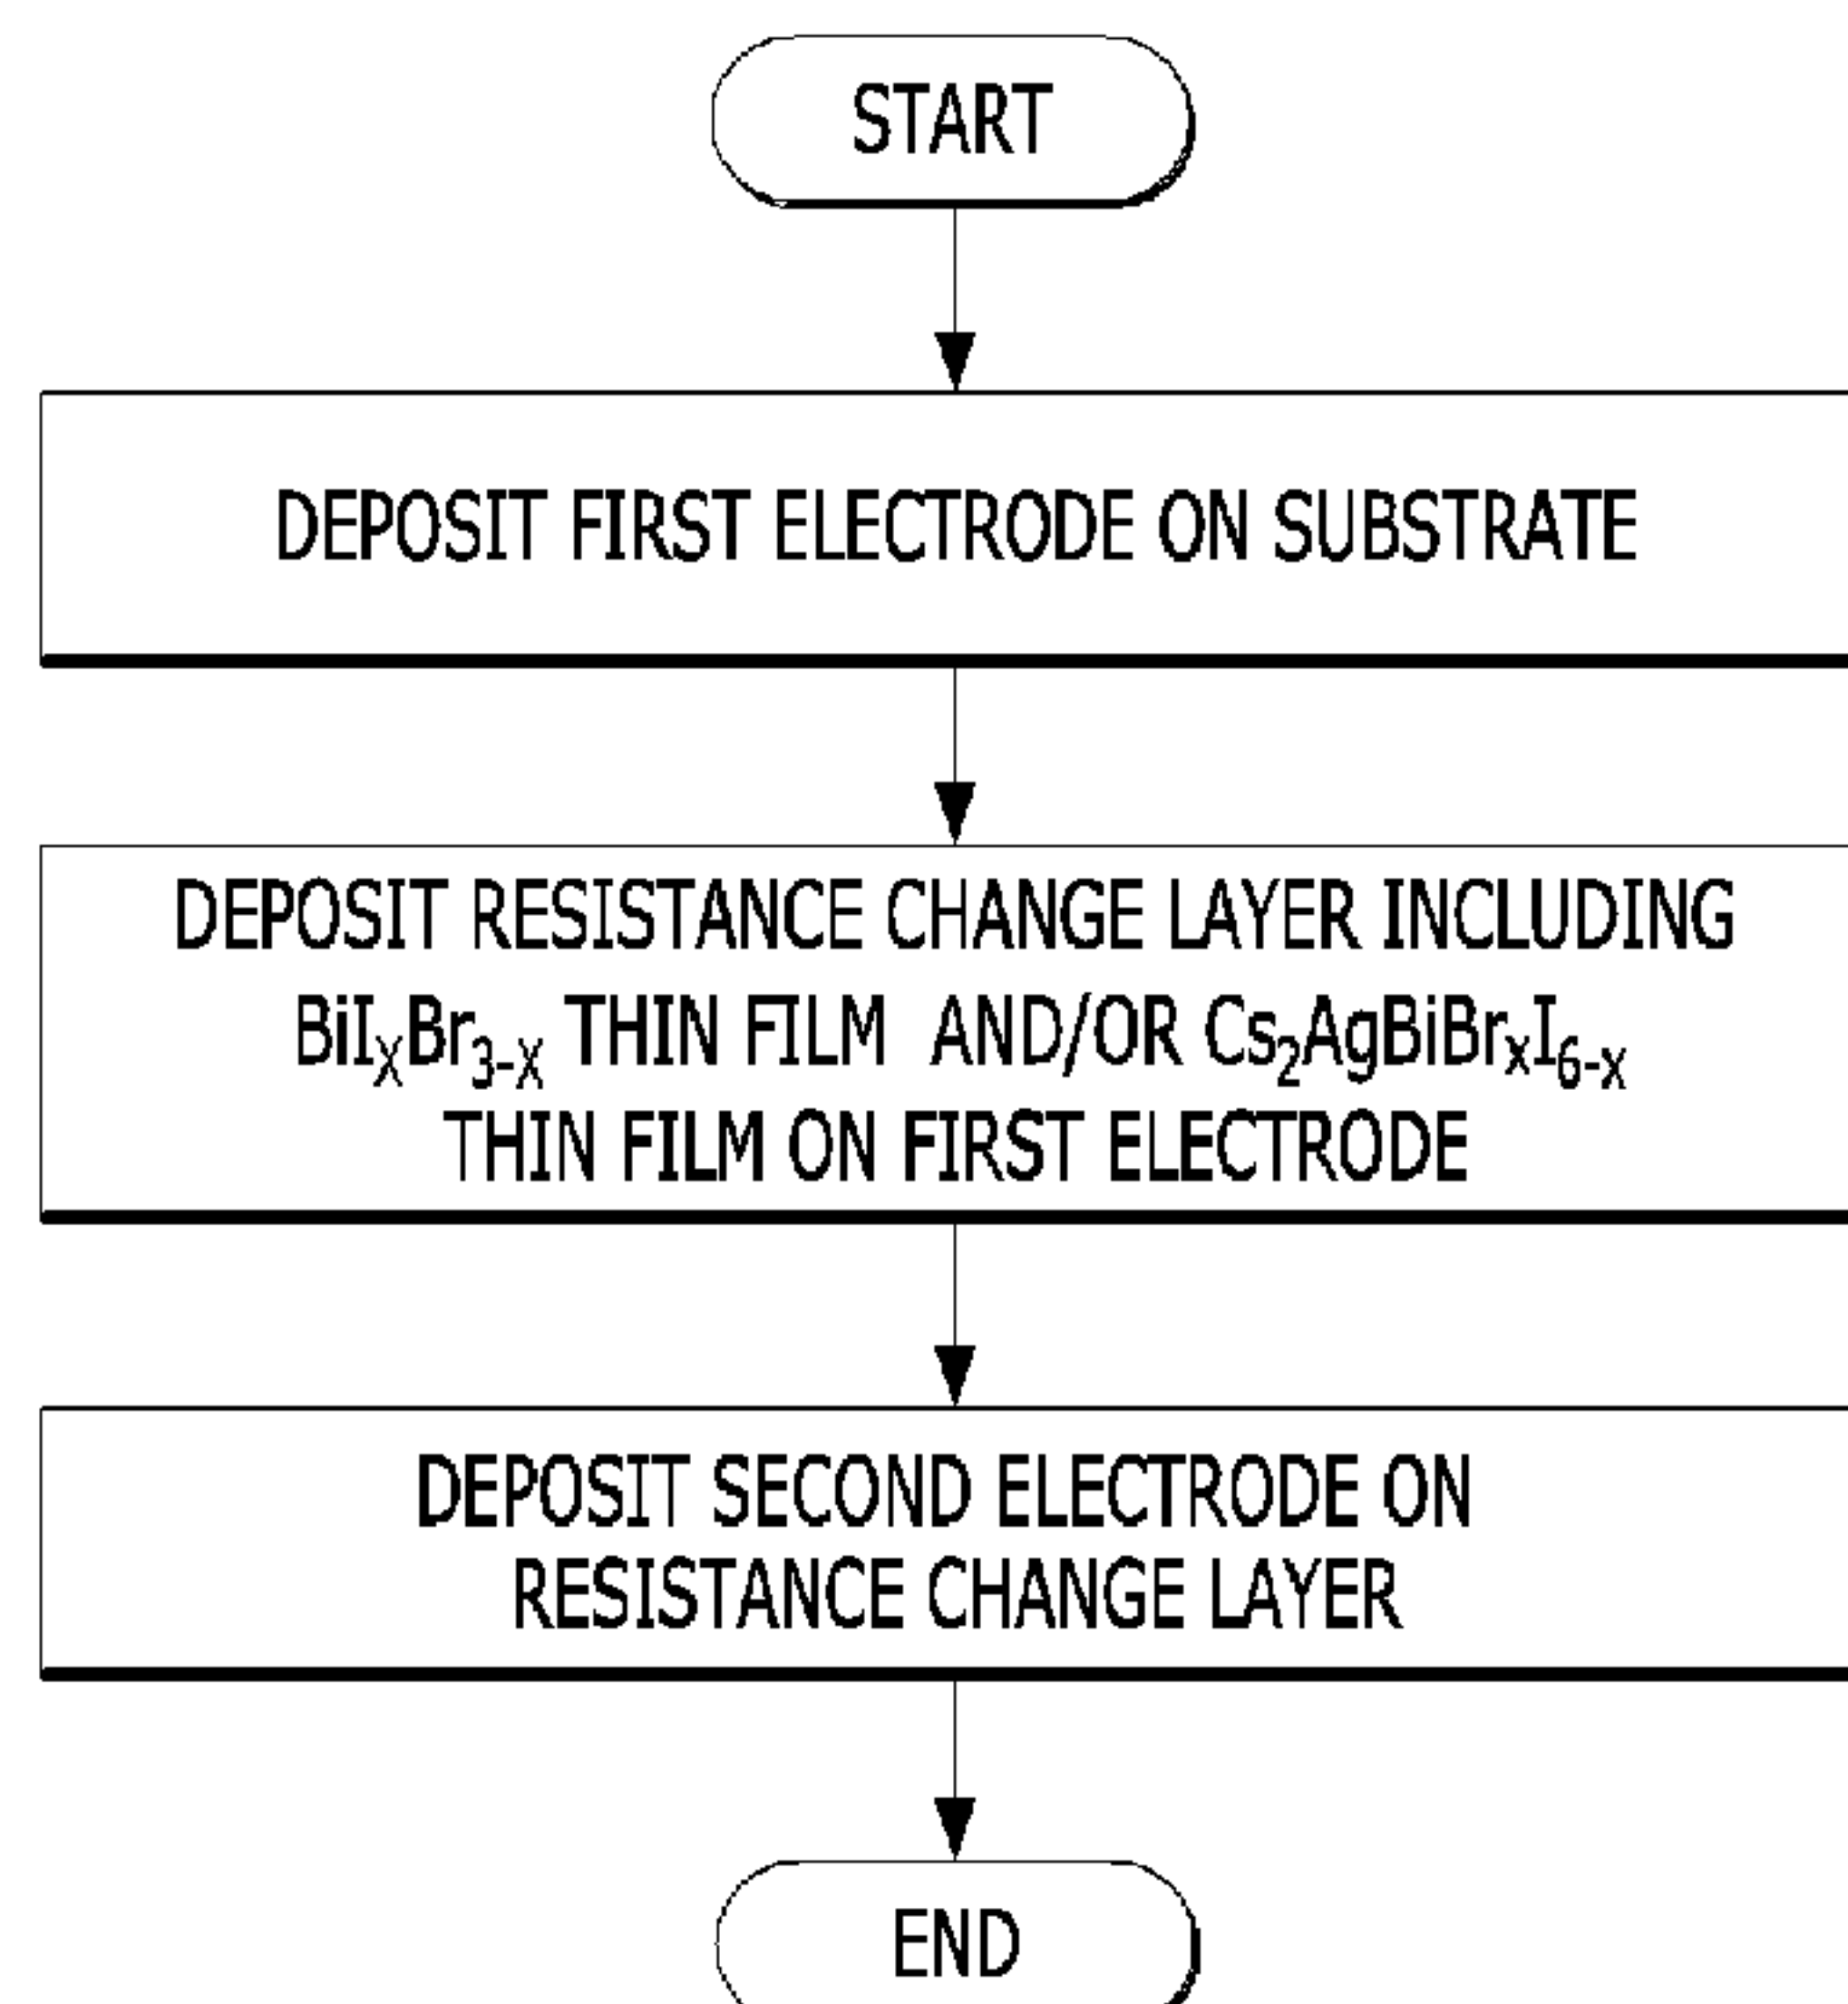 START
DEPOSIT FIRST ELECTRODE ON SUBSTRATE
DEPOSIT RESISTANCE CHANGE LAYER INCLUDING
BiIₓBr₃₋ₓ THIN FILM AND/OR Cs₂AgBiBrₓI₆₋ₓ
THIN FILM ON FIRST ELECTRODE
DEPOSIT SECOND ELECTRODE ON
RESISTANCE CHANGE LAYER
END